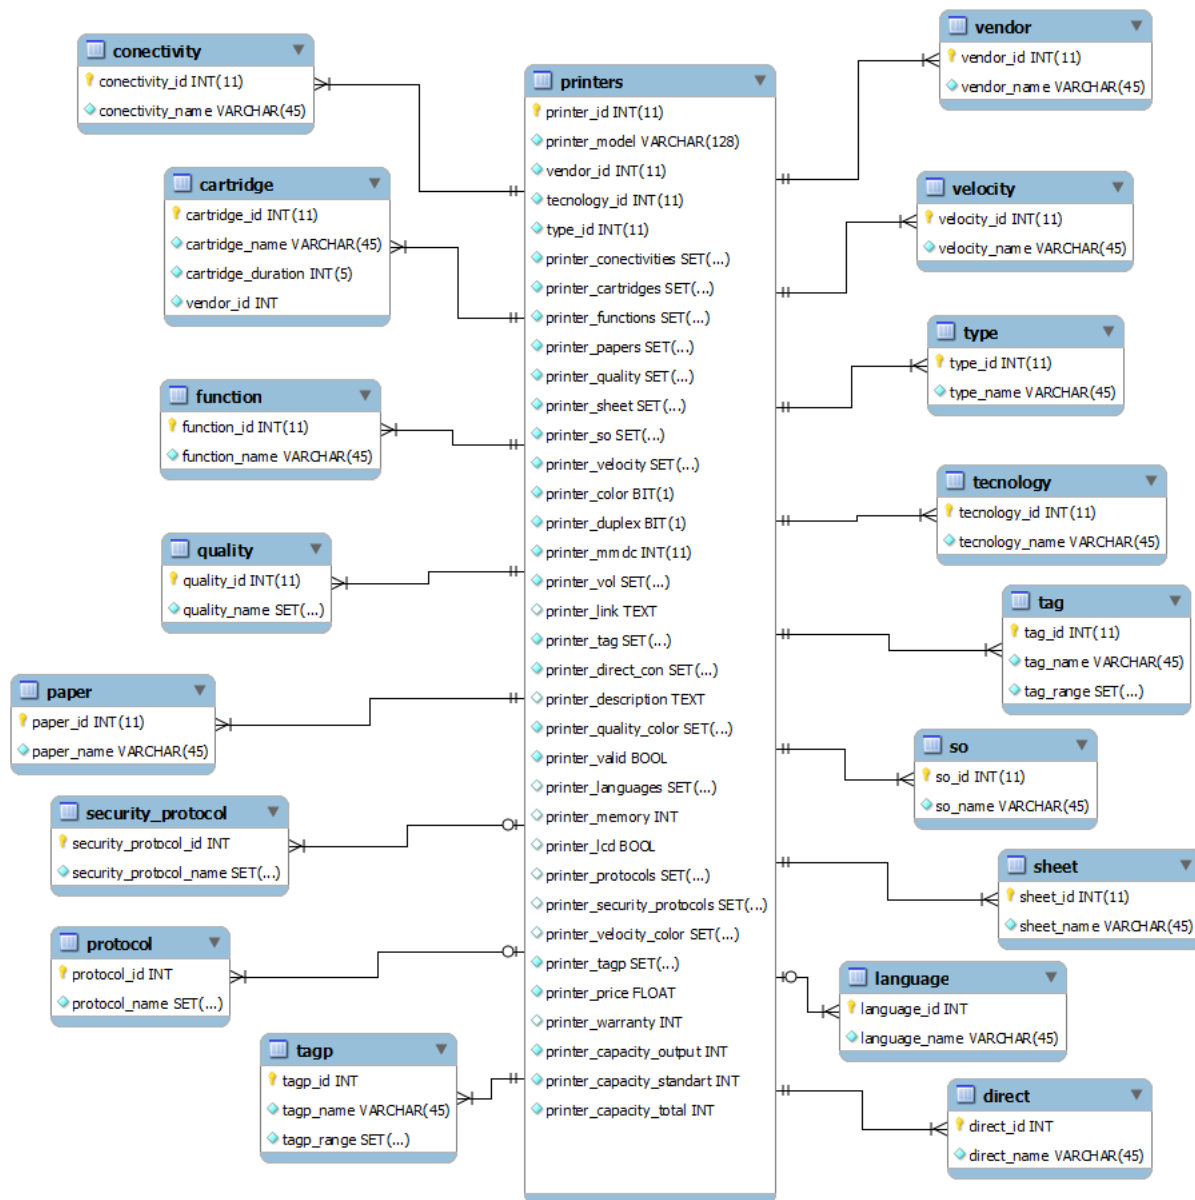 conectivity
conectivity_id INT(11)
conectivity_name VARCHAR(45)
cartridge
cartridge_id INT(11)
cartridge_name VARCHAR(45)
cartridge_duration INT(5)
vendor_id INT
function
function_id INT(11)
function_name VARCHAR(45)
quality
quality_id INT(11)
quality_name SET(...)
paper
paper_id INT(11)
paper_name VARCHAR(45)
security_protocol
security_protocol_id INT
security_protocol_name SET(...)
protocol
protocol_id INT
protocol_name SET(...)
tagp
tagp_id INT
tagp_name VARCHAR(45)
tagp_range SET(...)
printers
printer_id INT(11)
printer_model VARCHAR(128)
vendor_id INT(11)
tecnology_id INT(11)
type_id INT(11)
printer_conectivities SET(...)
printer_cartridges SET(...)
printer_functions SET(...)
printer_papers SET(...)
printer_quality SET(...)
printer_sheet SET(...)
printer_so SET(...)
printer_velocity SET(...)
printer_color BIT(1)
printer_duplex BIT(1)
printer_mmdc INT(11)
printer_vol SET(...)
printer_link TEXT
printer_tag SET(...)
printer_direct_con SET(...)
printer_description TEXT
printer_quality_color SET(...)
printer_valid BOOL
printer_languages SET(...)
printer_memory INT
printer_lcd BOOL
printer_protocols SET(...)
printer_security_protocols SET(...)
printer_velocity_color SET(...)
printer_tagp SET(...)
printer_price FLOAT
printer_warranty INT
printer_capacity_output INT
printer_capacity_standart INT
printer_capacity_total INT
vendor
vendor_id INT(11)
vendor_name VARCHAR(45)
velocity
velocity_id INT(11)
velocity_name VARCHAR(45)
type
type_id INT(11)
type_name VARCHAR(45)
tecnology
tecnology_id INT(11)
tecnology_name VARCHAR(45)
tag
tag_id INT(11)
tag_name VARCHAR(45)
tag_range SET(...)
so
so_id INT(11)
so_name VARCHAR(45)
sheet
sheet_id INT(11)
sheet_name VARCHAR(45)
language
language_id INT
language_name VARCHAR(45)
direct
direct_id INT
direct_name VARCHAR(45)